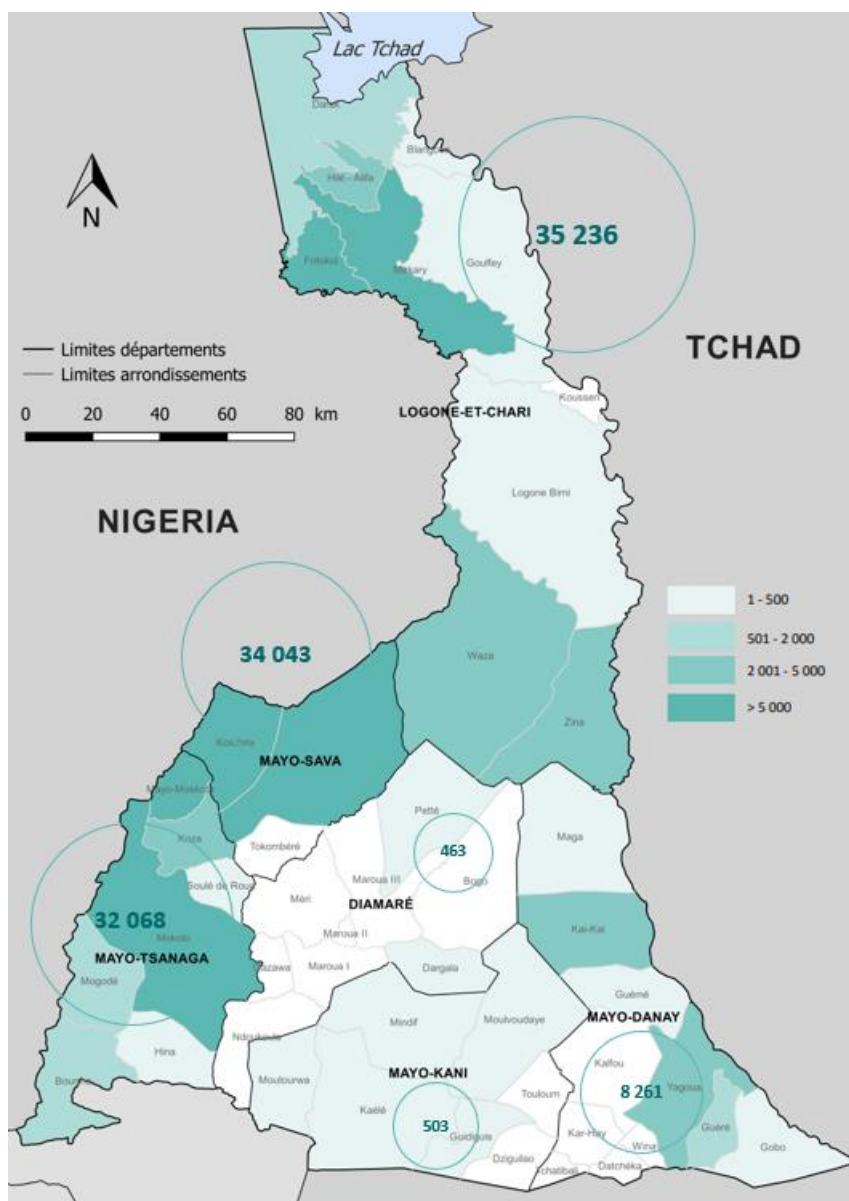 Lac Tchad
Darak
Blangoua
Hilé - Alifa
N
35 236
Goulfey
Fotokol
Makary
Limites départements
Limites arrondissements
TCHAD
0 20 40 60 80 km
Kousseri
LOGONE-ET-CHARI
Logone Birni
NIGERIA
1 - 500
501 - 2 000
2 001 - 5 000
> 5 000
34 043
Waza
Zina
Kolofata
MAYO-SAVA
Mayo-Moskota
Koza
Petté
Maga
Tokombéré
463
Maroua III
Bogo
Soulé de Roua
Méri
DIAMARÉ
32 068
Mokolo
Maroua II
Kai-Kai
MAYO-TSANAGA
Gazawa
Maroua I
Dargala
Mogodé
Guémé
MAYO-DANAY
Mindif
Moulvoudaye
Ndoukoula
Hina
Kalfou
MAYO-KANI
Moulourwa
Bourrha
Touloum
8 261
Yagoua
Kaélé
503
Guidiguis
Kar-Hay
Guéré
Wina
Gobo
Dziguilao
Tchatibali
Datchéka